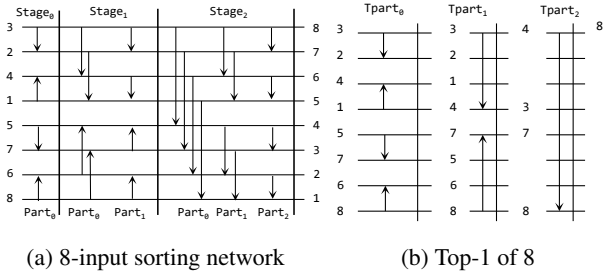 Stage₀ Stage₁ Stage₂
3 8
2 7
4 6
1 5
5 4
7 3
6 2
8 1
Part₀ Part₀ Part₁ Part₀ Part₁ Part₂
(a) 8-input sorting network
Tpart₀ Tpart₁ Tpart₂
3 3 4 8
2 2
4 1
1 4 3
5 7 7
7 5
6 6
8 8 8
(b) Top-1 of 8